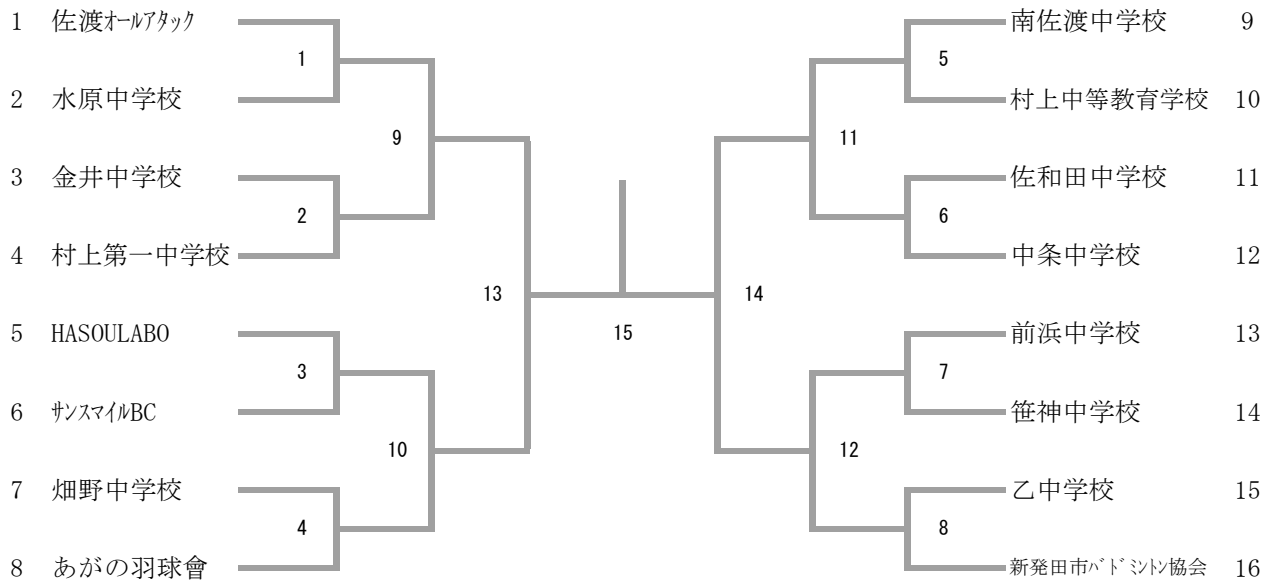 1 佐渡ｵｰﾙｱﾀｯｸ
1
2 水原中学校
9
3 金井中学校
2
4 村上第一中学校
13
5 HASOULABO
3
6 ｻﾝｽﾏｲﾙBC
10
7 畑野中学校
4
8 あがの羽球會
15
南佐渡中学校 9
5
村上中等教育学校 10
11
佐和田中学校 11
6
中条中学校 12
14
前浜中学校 13
7
笹神中学校 14
12
乙中学校 15
8
新発田市ﾊﾞﾄﾞﾐﾝﾄﾝ協会 16